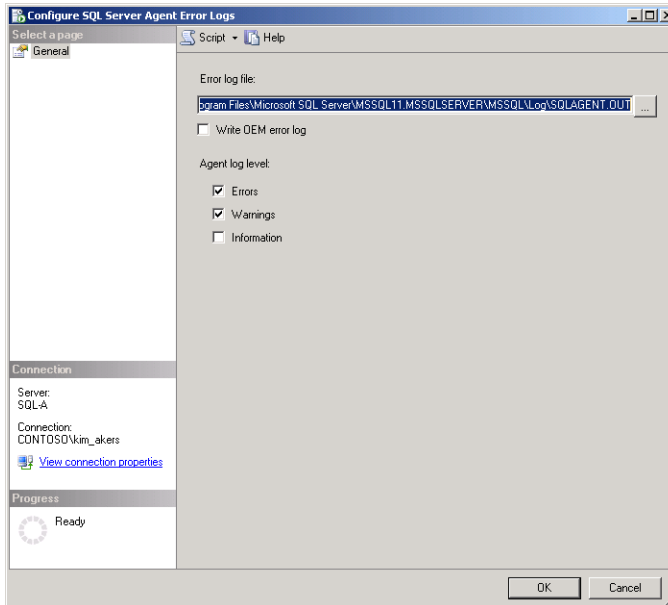 Configure SQL Server Agent Error Logs
Select a page
General
Script
Help
Error log file:
ogram Files\Microsoft SQL Server\MSSQL11.MSSQLSERVER\MSSQL\Log\SQLAGENT.OUT
...
Write OEM error log
Agent log level:
Errors
Warnings
Information
Connection
Server:
SQL-A
Connection:
CONTOSO\kim_akers
View connection properties
Progress
Ready
OK
Cancel